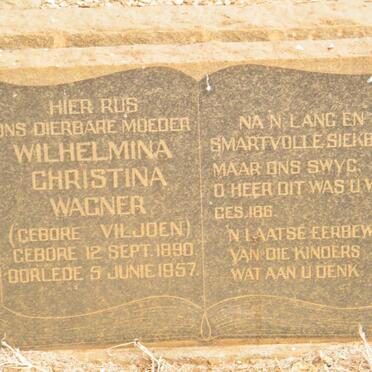 HIER RUS
ONS DIERBARE MOEDER
WILHELMINA
CHRISTINA
WAGNER
(GEBORE VILJOEN)
GEBORE 12 SEPT. 1890
OORLEDE 5 JUNIE 1957.
NA 'N LANG EN
SMARTVOLLE SIEKB
MAAR ONS SWYG,
O HEER DIT WAS U W
GES. 186.
'N LAATSE EERBEW
VAN DIE KINDERS
WAT AAN U DENK